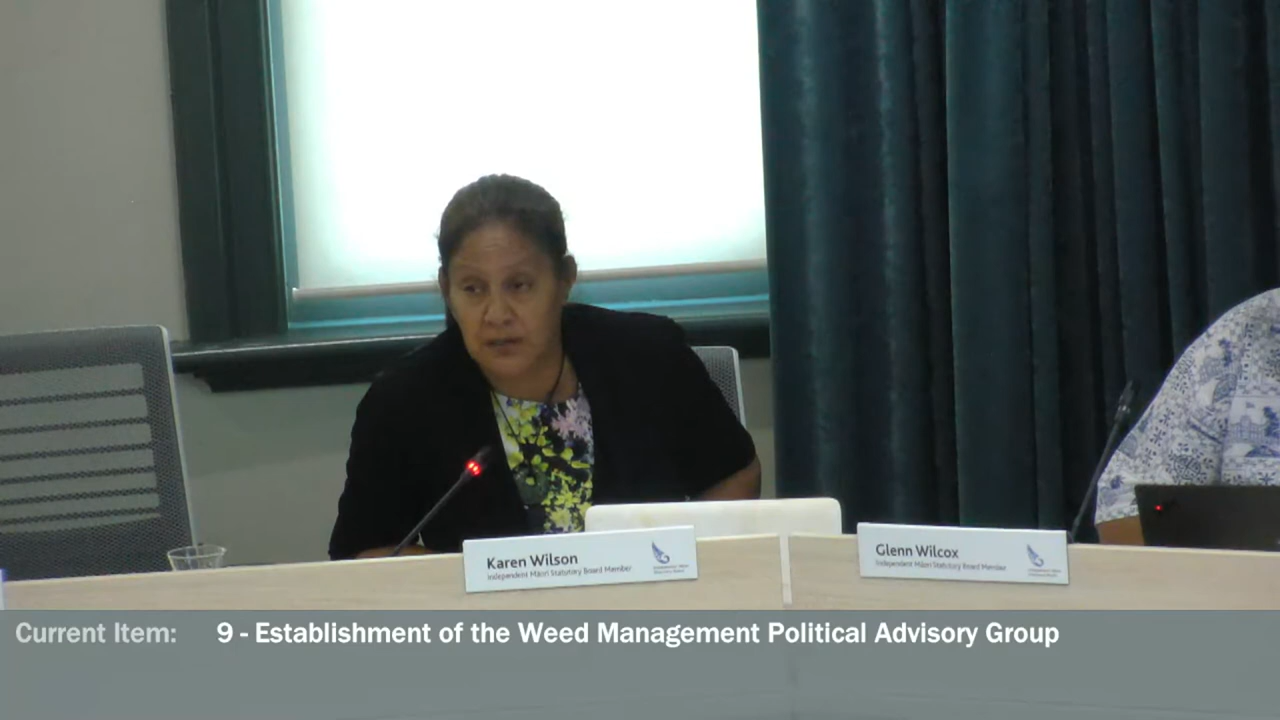 Karen Wilson
Independent Māori Statutory Board Member
Glenn Wilcox
Independent Māori Statutory Board Member
Current Item: 9 - Establishment of the Weed Management Political Advisory Group